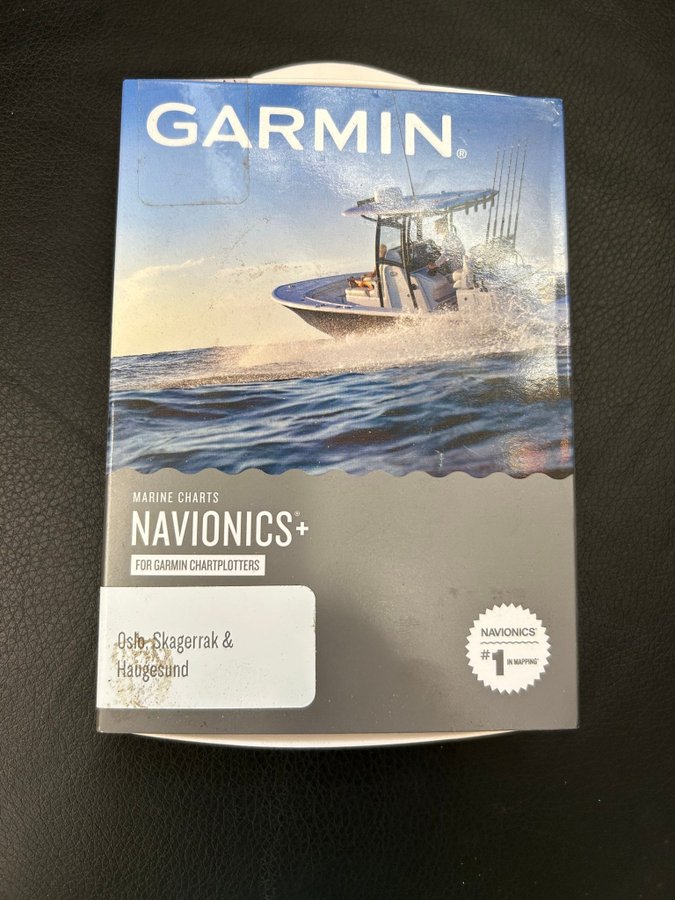 GARMIN®
MARINE CHARTS
NAVIONICS®+
FOR GARMIN CHARTPLOTTERS
Oslo, Skagerrak &
Haugesund
NAVIONICS®
#1 IN MAPPING*